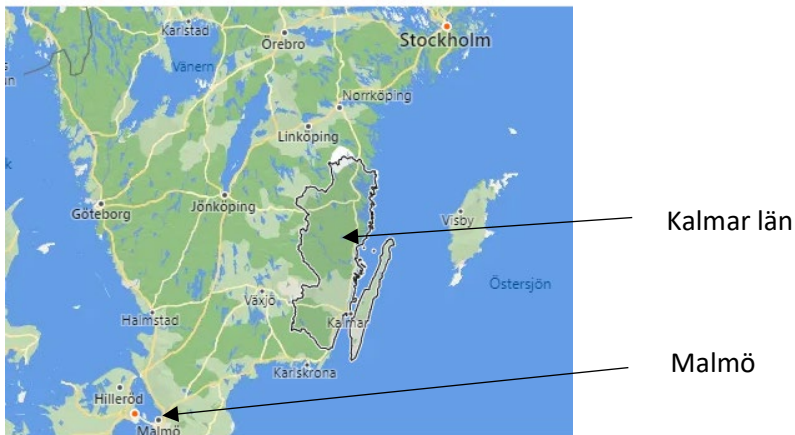 Karlstad
Örebro
Stockholm
Vänern
Norrköping
Linköping
Göteborg
Jönköping
Visby
Kalmar län
Östersjön
Växjö
Halmstad
Kalmar
Karlskrona
Malmö
Hilleröd
Malmö